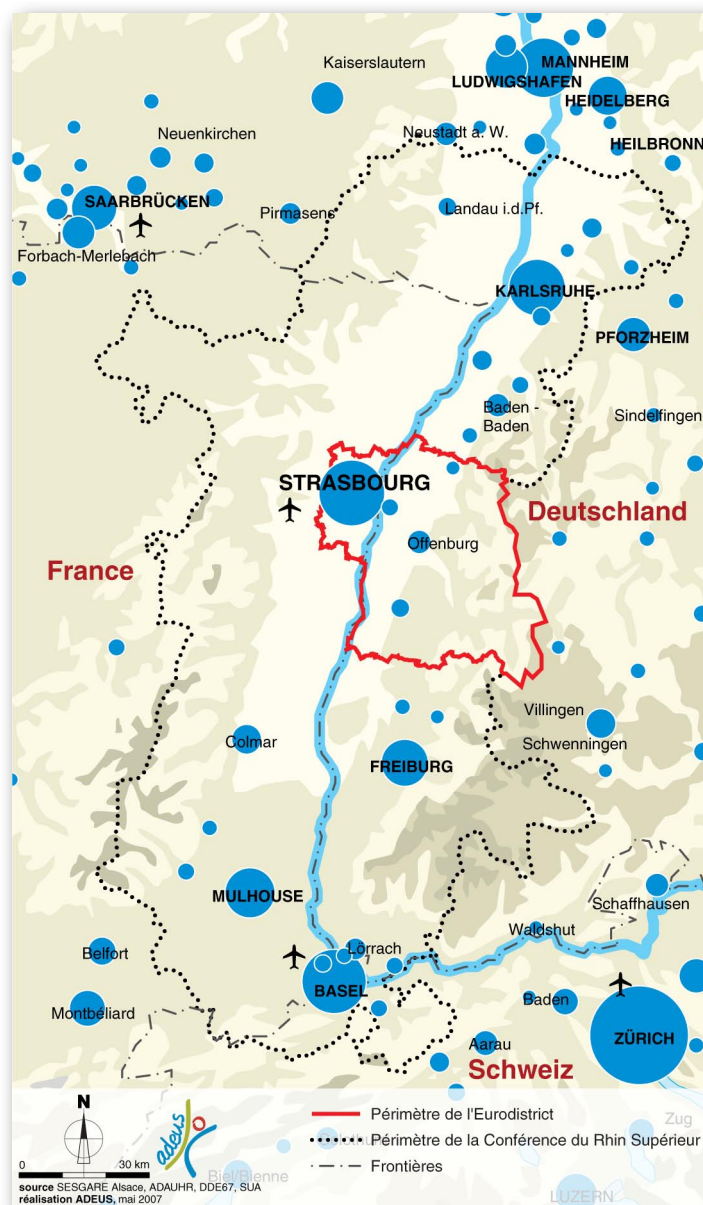 Kaiserslautern
MANNHEIM
LUDWIGSHAFEN
HEIDELBERG
Neuenkirchen
Neustadt a. W.
HEILBRONN
SAARBRÜCKEN
Pirmasens
Landau i.d.Pf.
Forbach-Merlebach
KARLSRUHE
PFORZHEIM
Baden -
Baden
Sindelfingen
STRASBOURG
Deutschland
Offenburg
France
Villingen
Schwenningen
Colmar
FREIBURG
MULHOUSE
Schaffhausen
Waldshut
Lörrach
Belfort
BASEL
Baden
Montbéliard
ZÜRICH
Aarau
Schweiz
N
adeus
0 30 km
Périmètre de l'Eurodistrict
Périmètre de la Conférence du Rhin Supérieur
Frontières
Zug
Biel/Bienne
LUZERN
source SESGARE Alsace, ADAUHR, DDE67, SUA
réalisation ADEUS, mai 2007